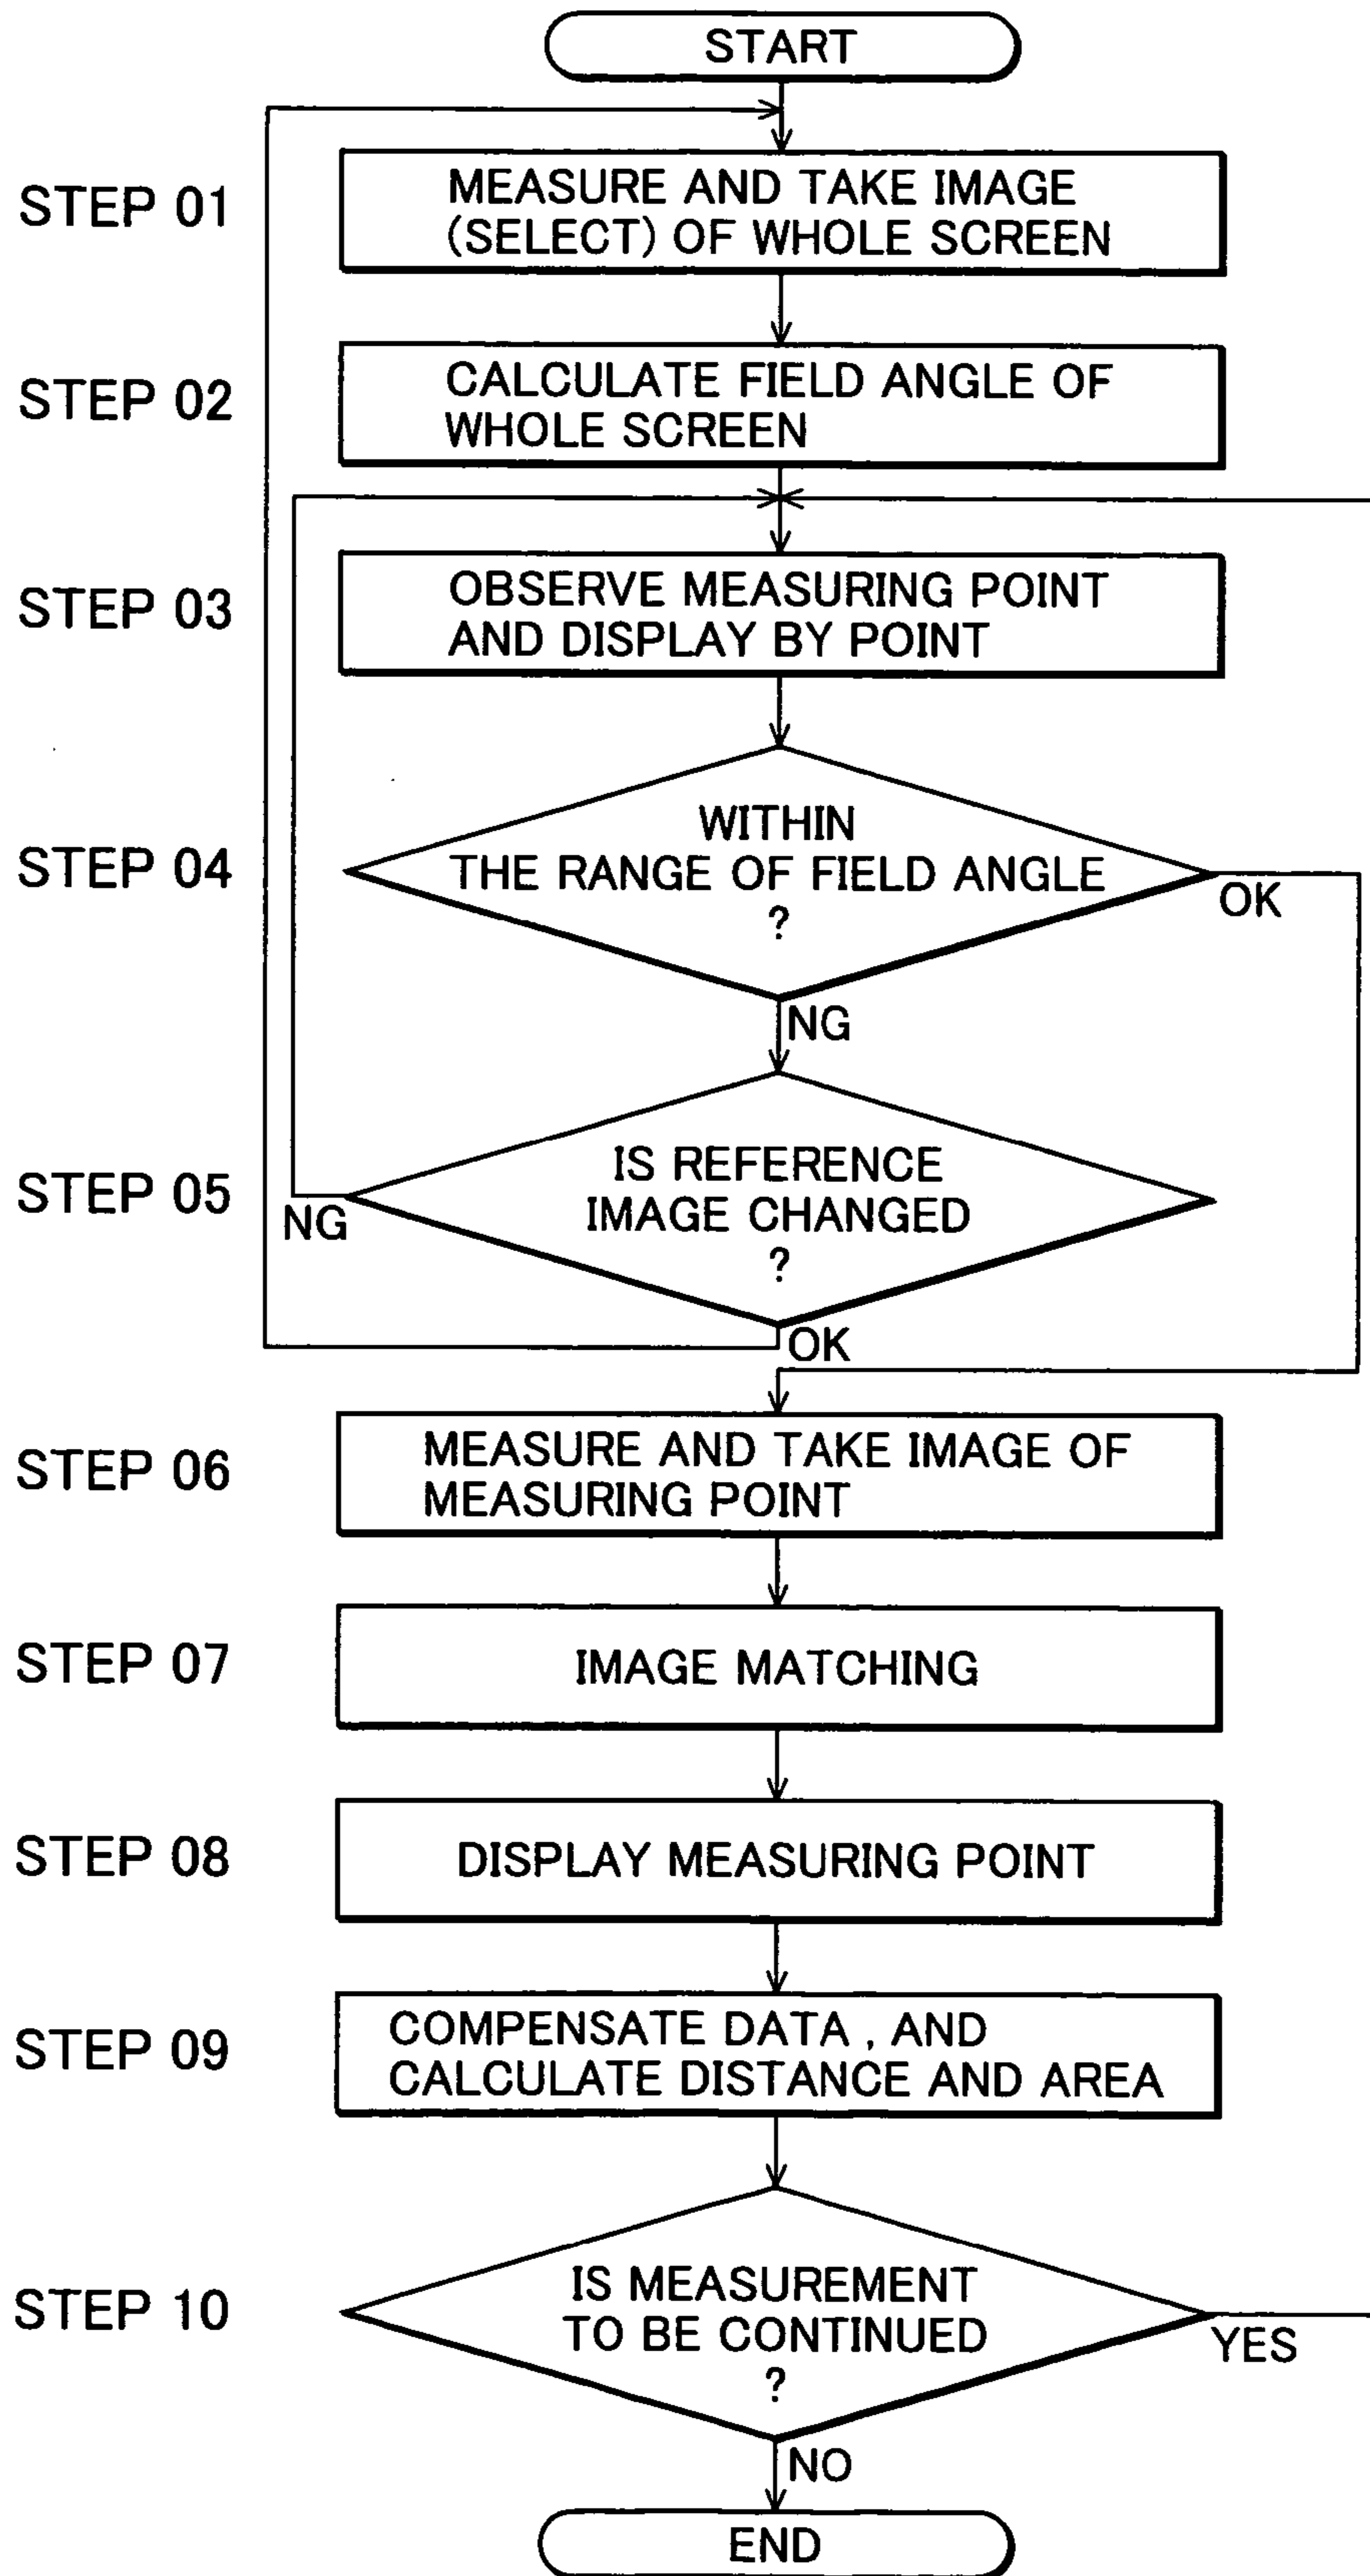 START
STEP 01
MEASURE AND TAKE IMAGE
(SELECT) OF WHOLE SCREEN
STEP 02
CALCULATE FIELD ANGLE OF
WHOLE SCREEN
STEP 03
OBSERVE MEASURING POINT
AND DISPLAY BY POINT
STEP 04
WITHIN
THE RANGE OF FIELD ANGLE
?
OK
NG
STEP 05
IS REFERENCE
IMAGE CHANGED
?
NG
OK
STEP 06
MEASURE AND TAKE IMAGE OF
MEASURING POINT
STEP 07
IMAGE MATCHING
STEP 08
DISPLAY MEASURING POINT
STEP 09
COMPENSATE DATA , AND
CALCULATE DISTANCE AND AREA
STEP 10
IS MEASUREMENT
TO BE CONTINUED
?
YES
NO
END